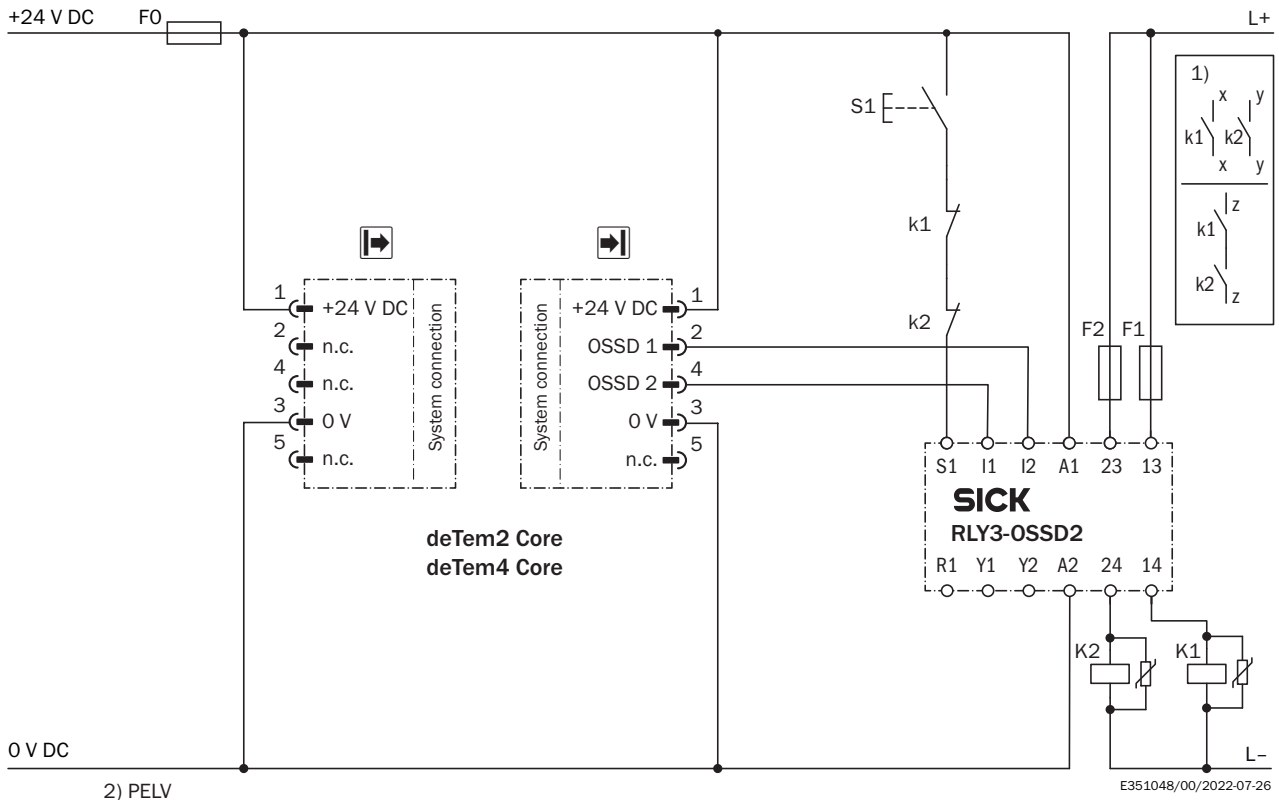 +24 V DC
F0
L+
1)
x
y
k1
k2
x
y
z
k1
k2
z
S1
k1
k2
1
+24 V DC
2
n.c.
4
n.c.
3
0 V
5
n.c.
System connection
System connection
+24 V DC
1
OSSD 1
2
OSSD 2
4
0 V
3
n.c.
5
deTem2 Core
deTem4 Core
F2
F1
S1
I1
I2
A1
23
13
SICK
RLY3-OSSD2
R1
Y1
Y2
A2
24
14
K2
K1
0 V DC
L–
2) PELV
E351048/00/2022-07-26